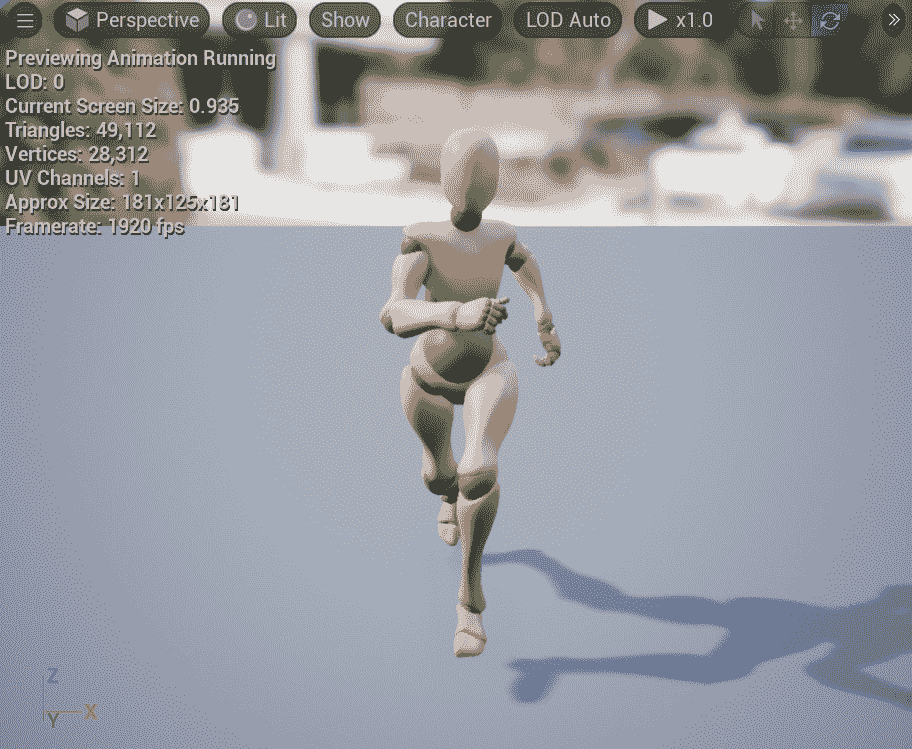 Perspective Lit Show Character LOD Auto x1.0
Previewing Animation Running
LOD: 0
Current Screen Size: 0.935
Triangles: 49,112
Vertices: 28,312
UV Channels: 1
Approx Size: 181x125x181
Framerate: 1920 fps
Z
Y X